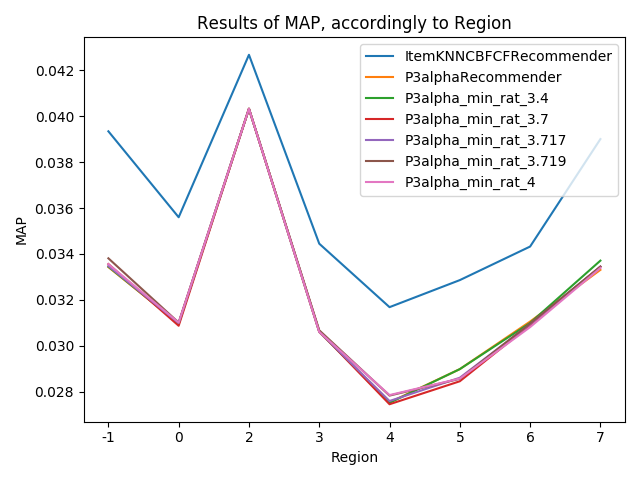 Results of MAP, accordingly to Region
ItemKNNCBFCFRecommender
P3alphaRecommender
P3alpha_min_rat_3.4
P3alpha_min_rat_3.7
P3alpha_min_rat_3.717
P3alpha_min_rat_3.719
P3alpha_min_rat_4
MAP
0.042
0.040
0.038
0.036
0.034
0.032
0.030
0.028
-1 0 2 3 4 5 6 7
Region